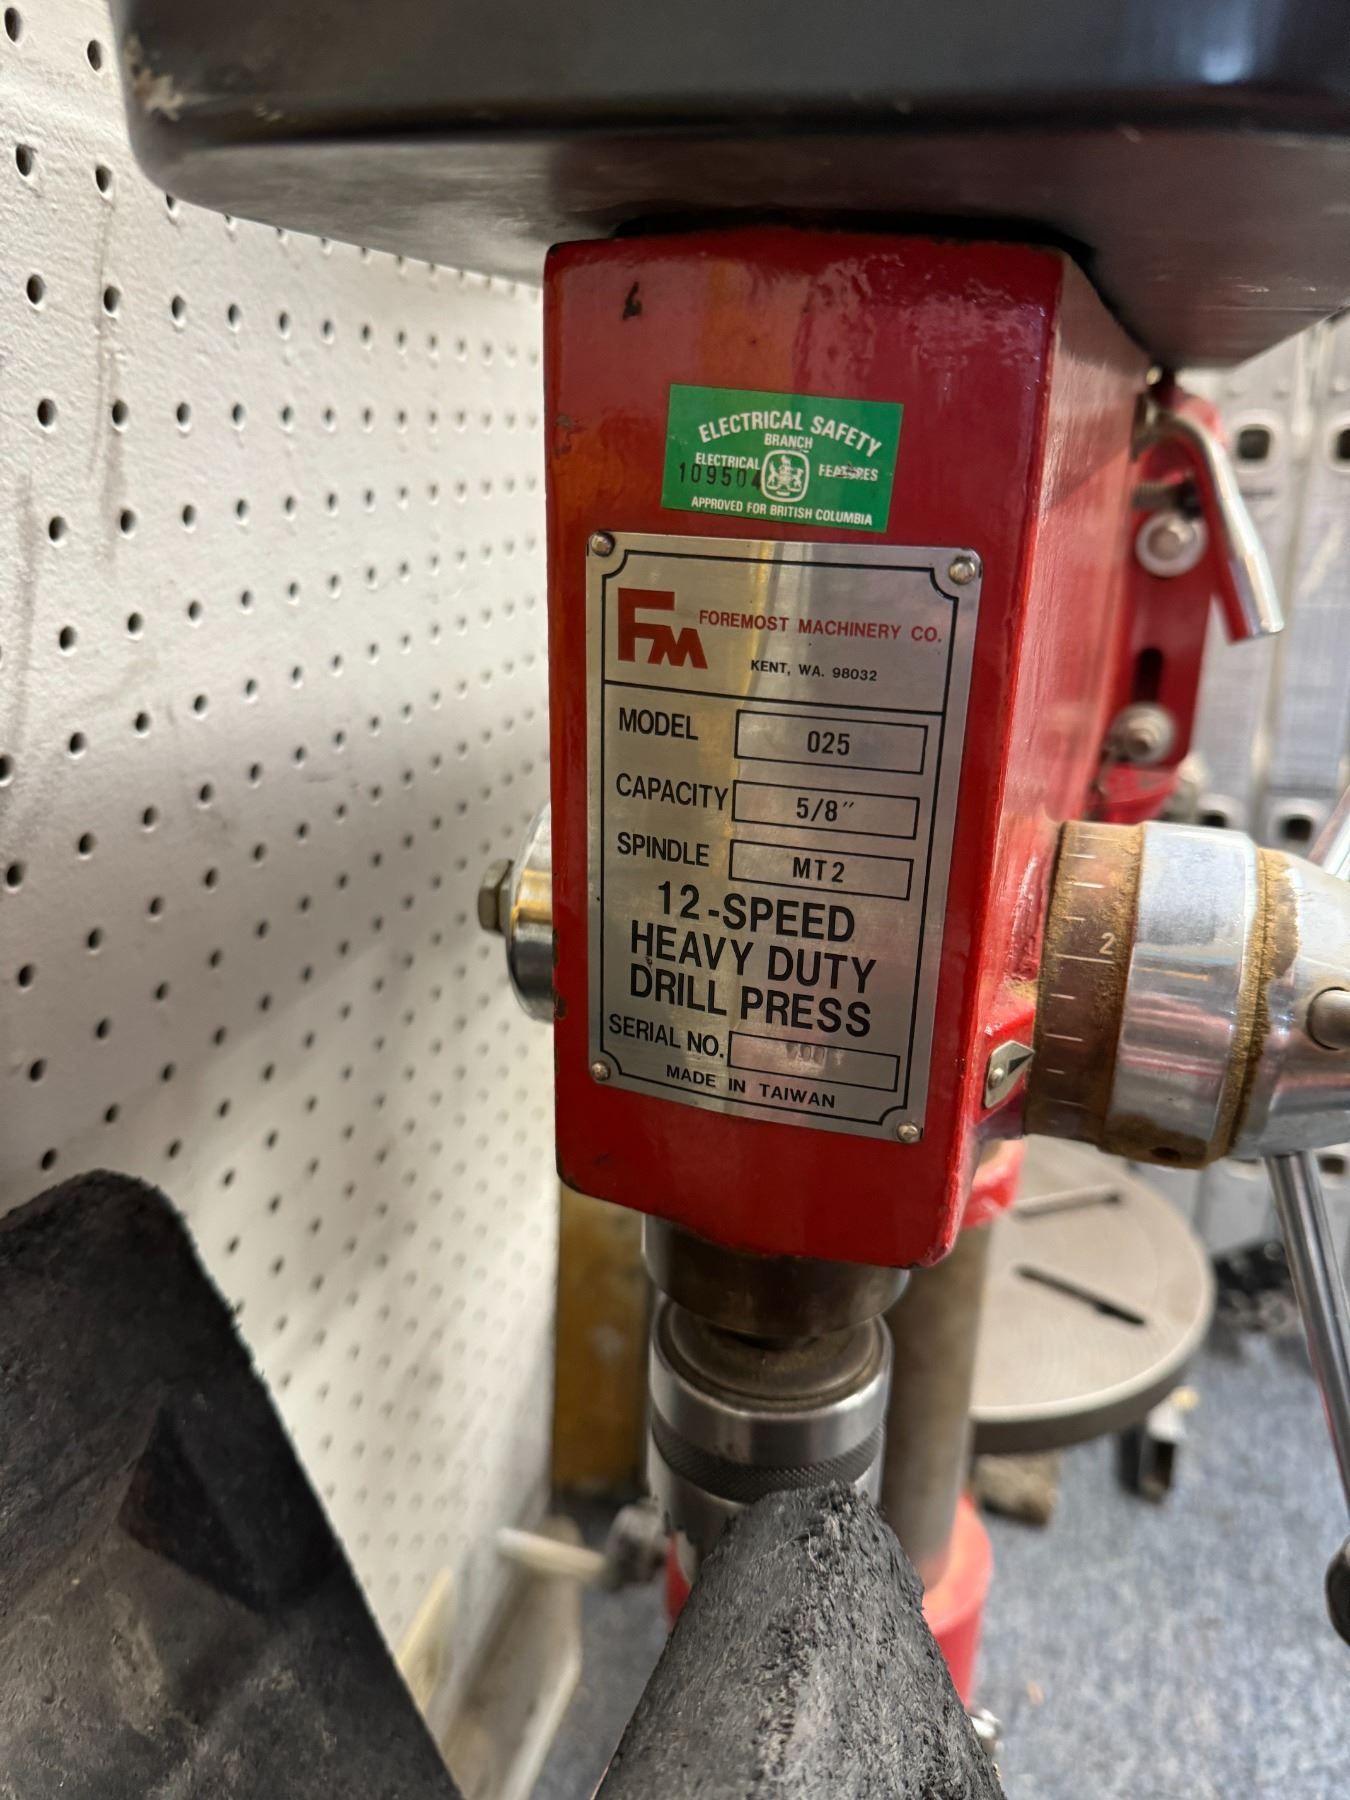 ELECTRICAL SAFETY
BRANCH
ELECTRICAL FEATURES
109504
APPROVED FOR BRITISH COLUMBIA
FM FOREMOST MACHINERY CO.
KENT, WA. 98032
MODEL 025
CAPACITY 5/8"
SPINDLE MT2
12-SPEED
HEAVY DUTY
DRILL PRESS
SERIAL NO.
MADE IN TAIWAN
2